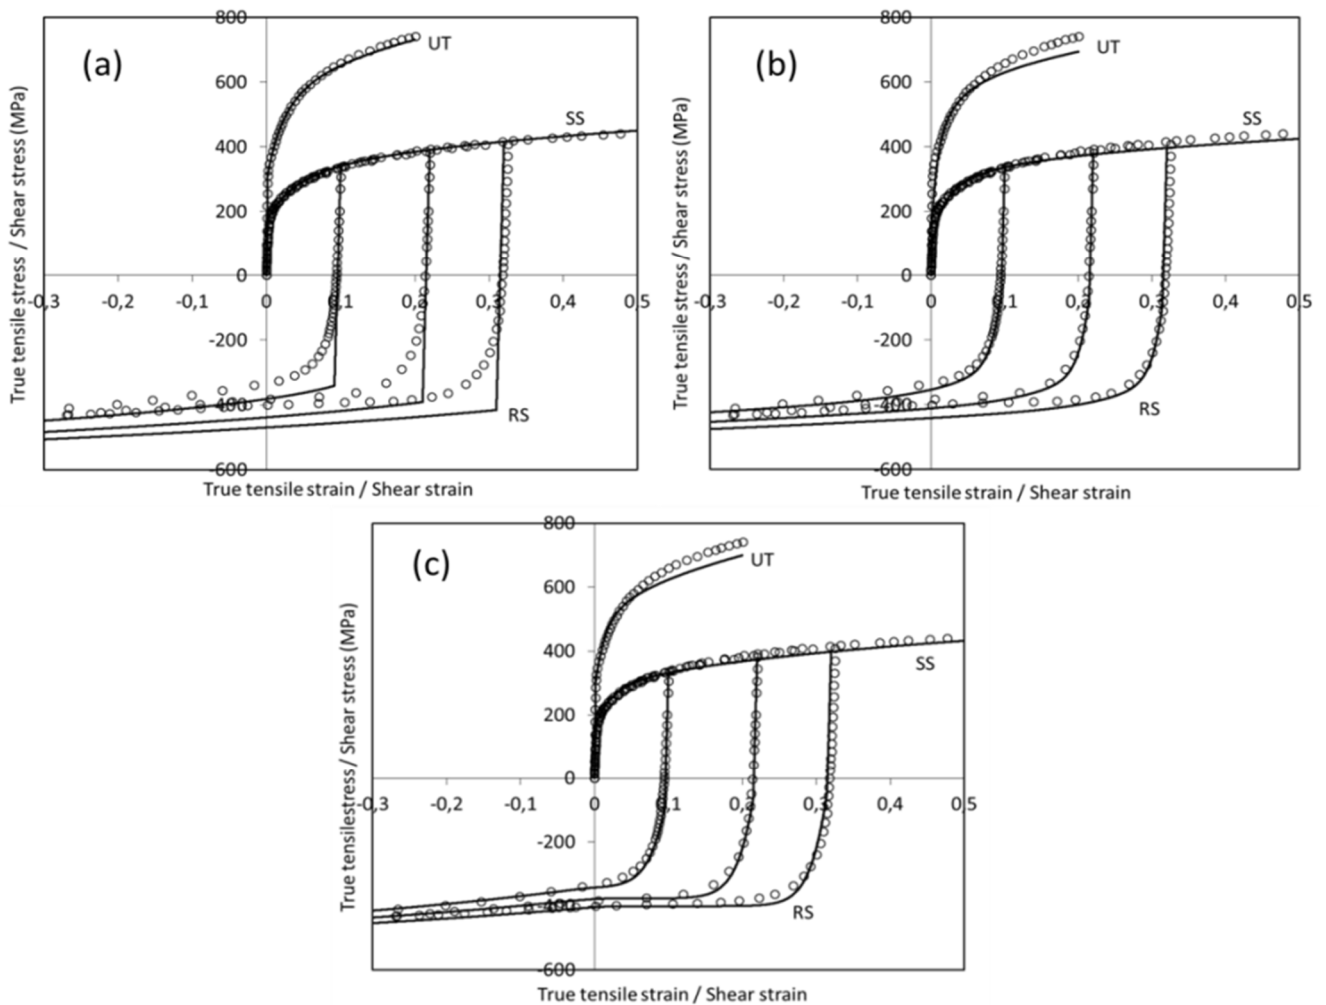 (a)
True tensile stress / Shear stress (MPa)
800
600
400
200
0
-200
-400
-600
-0,3 -0,2 -0,1 0 0,1 0,2 0,3 0,4 0,5
UT
SS
RS
True tensile strain / Shear strain
(b)
True tensile stress / Shear stress (MPa)
800
600
400
200
0
-200
-400
-600
-0,3 -0,2 -0,1 0 0,1 0,2 0,3 0,4 0,5
UT
SS
RS
True tensile strain / Shear strain
(c)
True tensile stress / Shear stress (MPa)
800
600
400
200
0
-200
-400
-600
-0,3 -0,2 -0,1 0 0,1 0,2 0,3 0,4 0,5
UT
SS
RS
True tensile strain / Shear strain